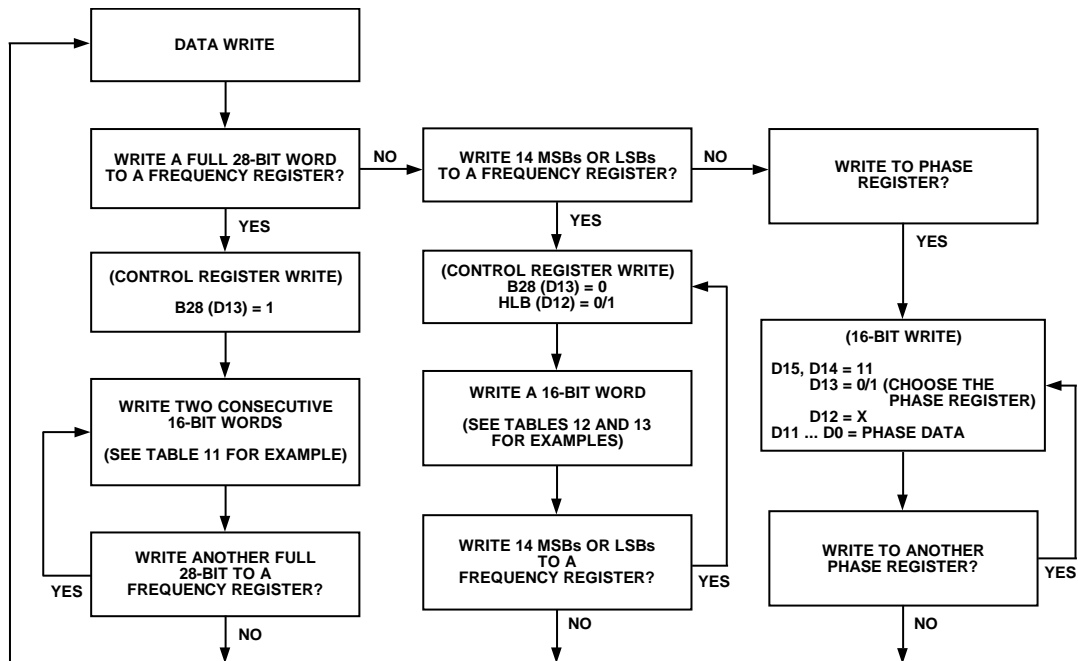 DATA WRITE
WRITE A FULL 28-BIT WORD
TO A FREQUENCY REGISTER?
NO
WRITE 14 MSBs OR LSBs
TO A FREQUENCY REGISTER?
NO
WRITE TO PHASE
REGISTER?
YES
YES
YES
(CONTROL REGISTER WRITE)
B28 (D13) = 1
(CONTROL REGISTER WRITE)
B28 (D13) = 0
HLB (D12) = 0/1
(16-BIT WRITE)
D15, D14 = 11
D13 = 0/1 (CHOOSE THE
PHASE REGISTER)
D12 = X
D11 ... D0 = PHASE DATA
WRITE TWO CONSECUTIVE
16-BIT WORDS
(SEE TABLE 11 FOR EXAMPLE)
WRITE A 16-BIT WORD
(SEE TABLES 12 AND 13
FOR EXAMPLES)
WRITE ANOTHER FULL
28-BIT TO A
FREQUENCY REGISTER?
YES
NO
WRITE 14 MSBs OR LSBs
TO A
FREQUENCY REGISTER?
YES
NO
WRITE TO ANOTHER
PHASE REGISTER?
YES
NO